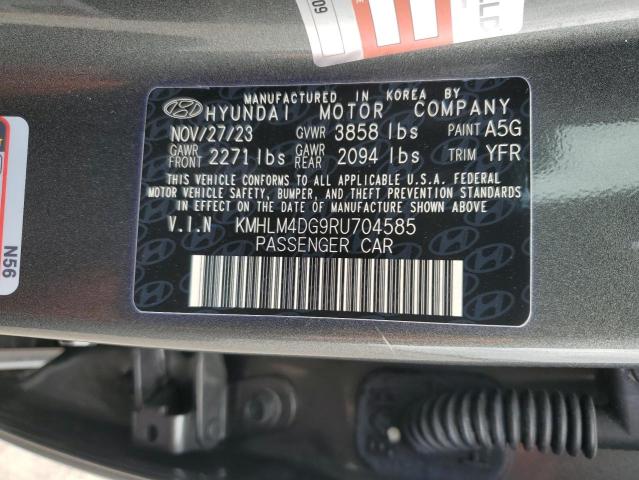 609
LD
MANUFACTURED IN KOREA BY
HYUNDAI MOTOR COMPANY
NOV/27/23 GVWR 3858 lbs PAINT A5G
GAWR FRONT 2271 lbs GAWR REAR 2094 lbs TRIM YFR
THIS VEHICLE CONFORMS TO ALL APPLICABLE U.S.A. FEDERAL
MOTOR VEHICLE SAFETY, BUMPER, AND THEFT PREVENTION STANDARDS
IN EFFECT ON THE DATE OF MANUFACTURE SHOWN ABOVE.
V.I.N KMHLM4DG9RU704585
PASSENGER CAR
N56